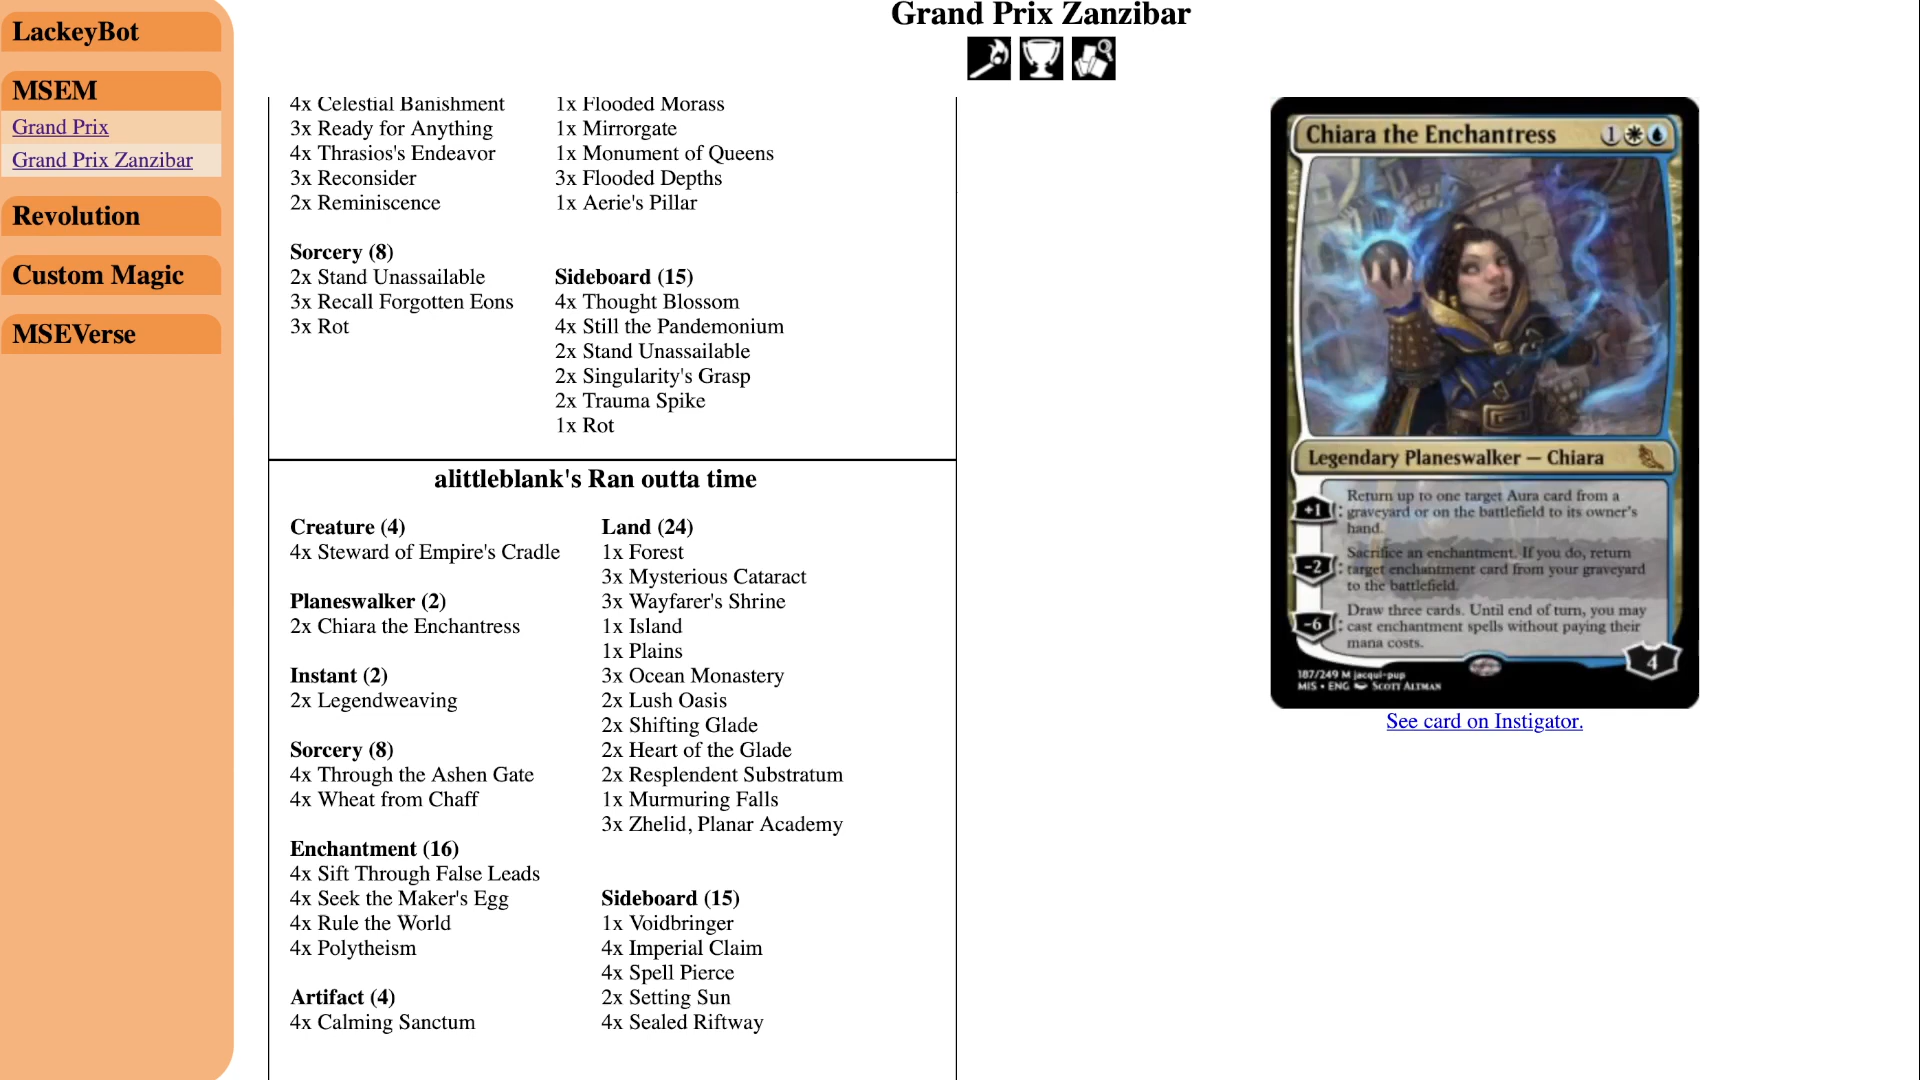 LackeyBot
MSEM
Grand Prix
Grand Prix Zanzibar
Revolution
Custom Magic
MSEVerse
Grand Prix Zanzibar
4x Celestial Banishment
3x Ready for Anything
4x Thrasios's Endeavor
3x Reconsider
2x Reminiscence
Sorcery (8)
2x Stand Unassailable
3x Recall Forgotten Eons
3x Rot
1x Flooded Morass
1x Mirrorgate
1x Monument of Queens
3x Flooded Depths
1x Aerie's Pillar
Sideboard (15)
4x Thought Blossom
4x Still the Pandemonium
2x Stand Unassailable
2x Singularity's Grasp
2x Trauma Spike
1x Rot
alittleblank's Ran outta time
Creature (4)
4x Steward of Empire's Cradle
Planeswalker (2)
2x Chiara the Enchantress
Instant (2)
2x Legendweaving
Sorcery (8)
4x Through the Ashen Gate
4x Wheat from Chaff
Enchantment (16)
4x Sift Through False Leads
4x Seek the Maker's Egg
4x Rule the World
4x Polytheism
Artifact (4)
4x Calming Sanctum
Land (24)
1x Forest
3x Mysterious Cataract
3x Wayfarer's Shrine
1x Island
1x Plains
3x Ocean Monastery
2x Lush Oasis
2x Shifting Glade
2x Heart of the Glade
2x Resplendent Substratum
1x Murmuring Falls
3x Zhelid, Planar Academy
Sideboard (15)
1x Voidbringer
4x Imperial Claim
4x Spell Pierce
2x Setting Sun
4x Sealed Riftway
Chiara the Enchantress 1
Legendary Planeswalker — Chiara
+1: Return up to one target Aura card from a
graveyard or on the battlefield to its owner's
hand.
-2: Sacrifice an enchantment. If you do, return
target enchantment card from your graveyard
to the battlefield.
-6: Draw three cards. Until end of turn, you may
cast enchantment spells without paying their
mana costs.
4
187/249 M jacqui-pup
MIS • ENG Scott Altman
See card on Instigator.